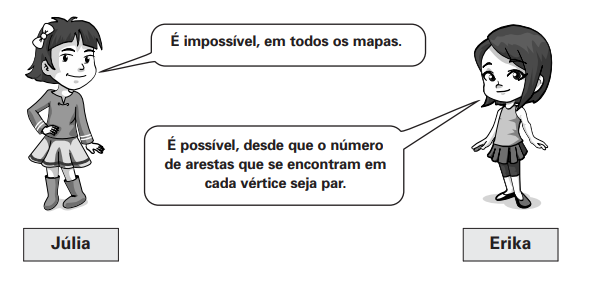 É impossível, em todos os mapas.
É possível, desde que o número
de arestas que se encontram em
cada vértice seja par.
Júlia
Erika